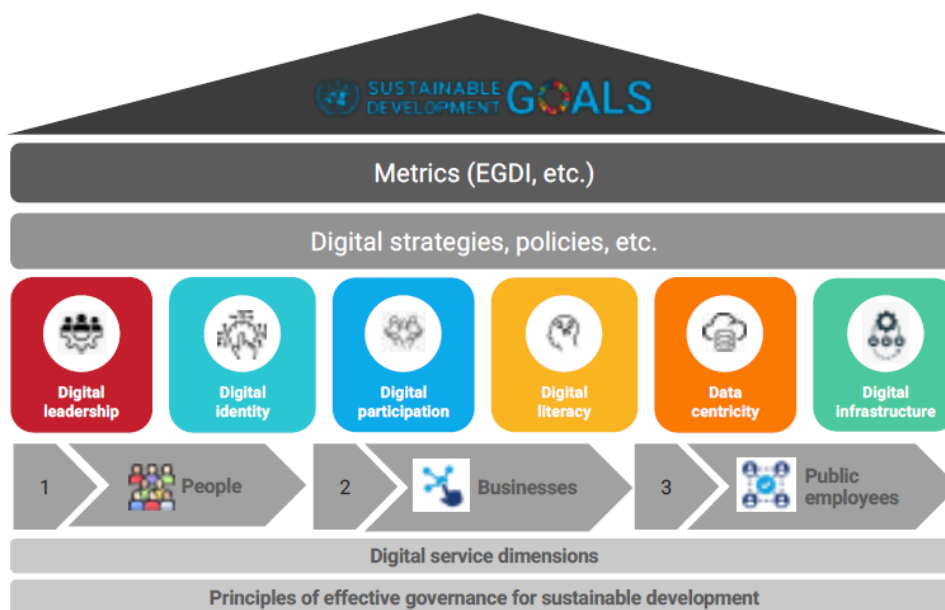 SUSTAINABLE
DEVELOPMENT GOALS
Metrics (EGDI, etc.)
Digital strategies, policies, etc.
Digital
leadership
Digital
identity
Digital
participation
Digital
literacy
Data
centricity
Digital
infrastructure
1
People
2
Businesses
3
Public
employees
Digital service dimensions
Principles of effective governance for sustainable development